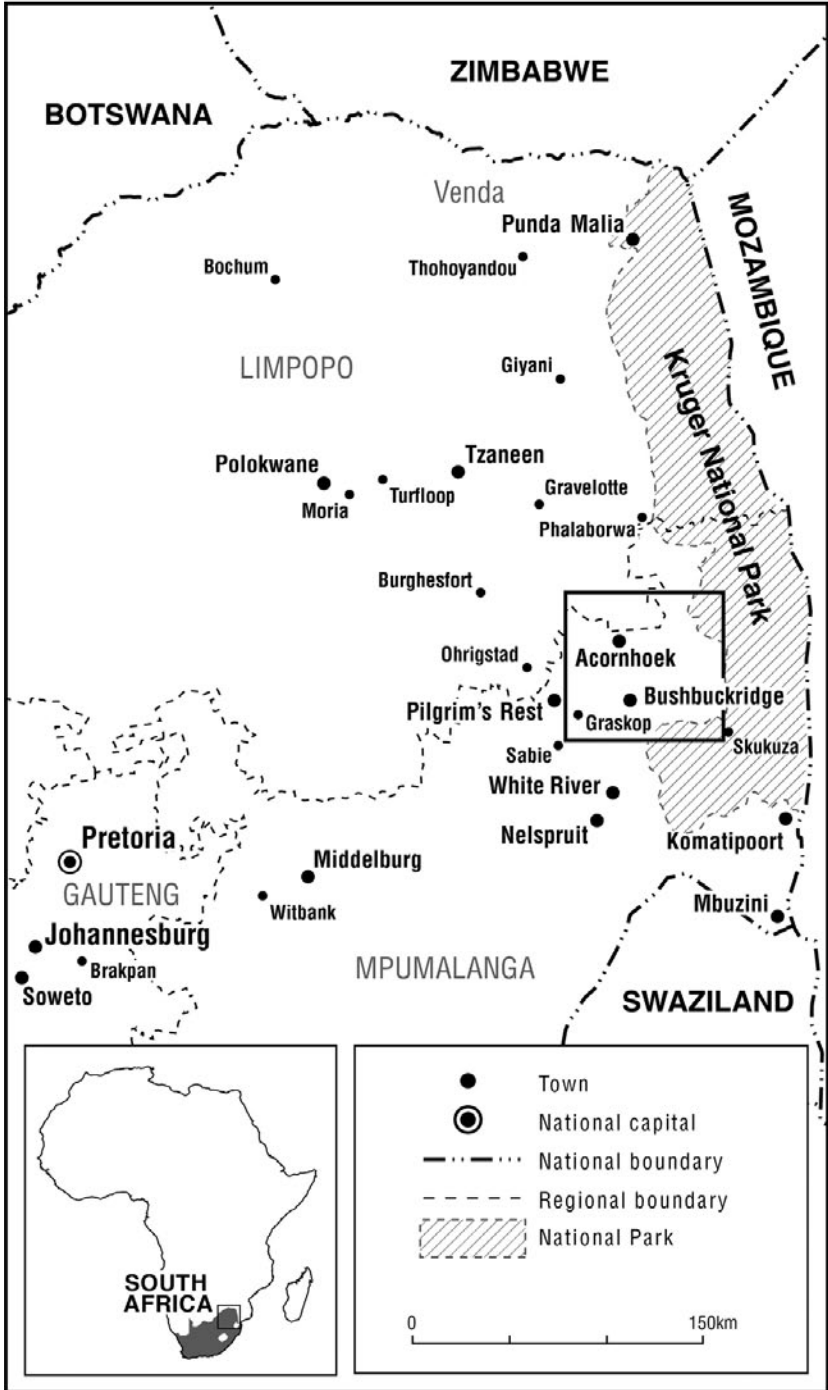 ZIMBABWE
BOTSWANA
MOZAMBIQUE
Venda
Punda Malia
Thohoyandou
Bochum
LIMPOPO
Giyani
Kruger National Park
Polokwane
Moria
Turfloop
Tzaneen
Gravelotte
Phalaborwa
Burghesfort
Acornhoek
Ohrigstad
Pilgrim's Rest
Bushbuckridge
Graskop
Skukuza
Sabie
White River
Nelspruit
Komatipoort
Pretoria
GAUTENG
Middelburg
Witbank
Mbuzini
Johannesburg
Brakpan
Soweto
MPUMALANGA
SWAZILAND
SOUTH
AFRICA
Town
National capital
National boundary
Regional boundary
National Park
0
150km